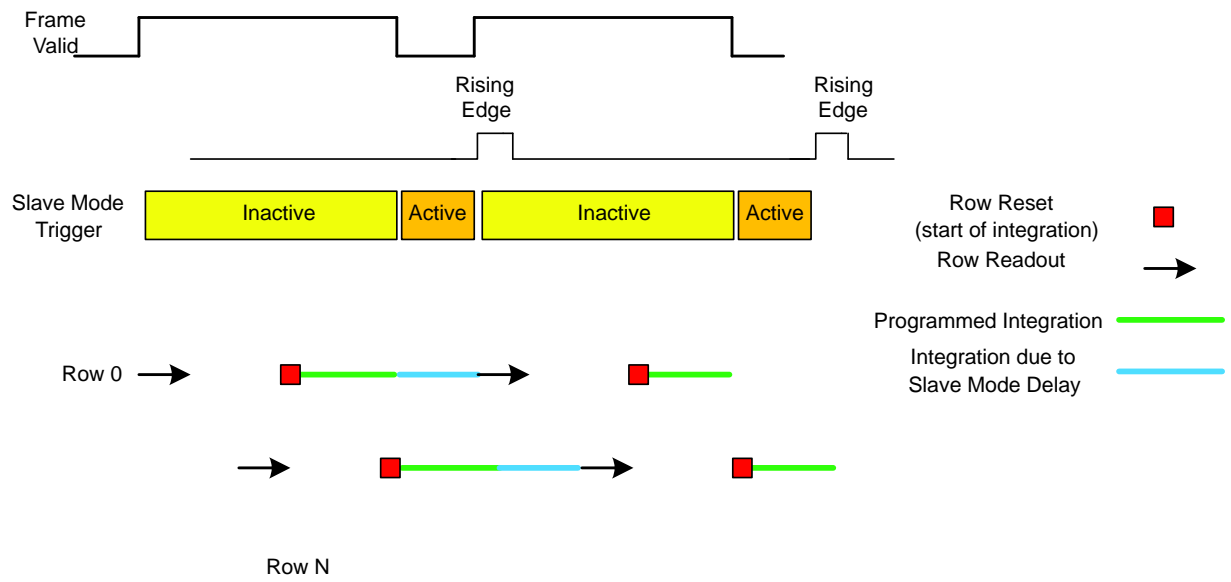 Frame
Valid
Rising
Edge
Rising
Edge
Slave Mode
Trigger
Inactive
Active
Inactive
Active
Row Reset
(start of integration)
Row Readout
Programmed Integration
Integration due to
Slave Mode Delay
Row 0
Row N